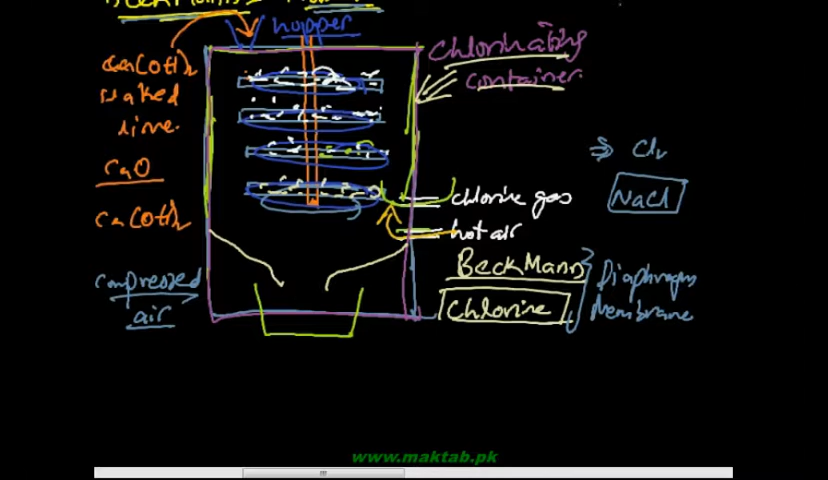 hopper
Chlorinating
container
Ca(OH)2
slaked
lime.
CaO
Ca(OH)2
Cl2
NaCl
chlorine gas
hot air
BeckManns
Chlorine
Diaphragm
Membrane
Compressed
air
www.maktab.pk